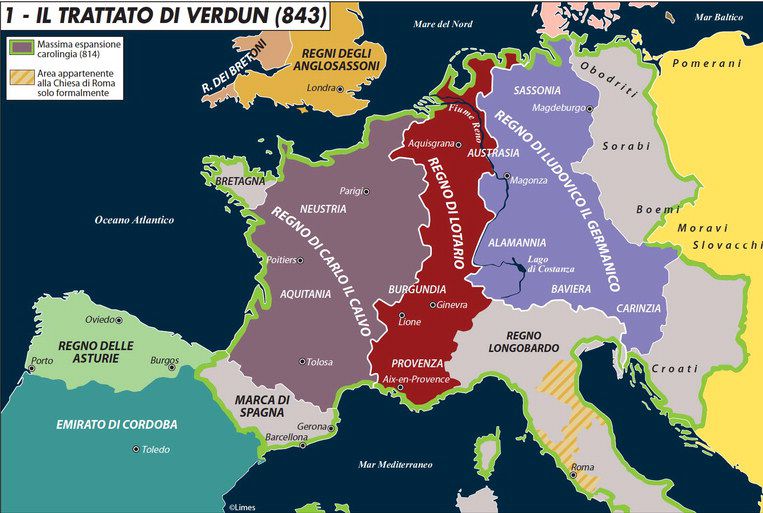 1 - IL TRATTATO DI VERDUN (843)
Massima espansione
carolingia (814)
Area appartenente
alla Chiesa di Roma
solo formalmente
Mare del Nord
Mar Baltico
R. DEI BRETONI
REGNI DEGLI
ANGLOSASSONI
Londra
Pomerani
Obodriti
SASSONIA
Magdeburgo
Fiume Reno
Sorabi
Aquisgrana
AUSTRASIA
Magonza
BRETAGNA
Parigi
NEUSTRIA
REGNO DI CARLO IL CALVO
REGNO DI LOTARIO
REGNO DI LUDOVICO IL GERMANICO
Boemi
Moravi
Slovacchi
Oceano Atlantico
Poitiers
ALAMANNIA
Lago
di Costanza
AQUITANIA
BURGUNDIA
Ginevra
BAVIERA
CARINZIA
Lione
Oviedo
REGNO DELLE
ASTURIE
Porto
Burgos
Tolosa
PROVENZA
Aix-en-Provence
REGNO
LONGOBARDO
Croati
MARCA DI
SPAGNA
Gerona
Barcellona
EMIRATO DI CORDOBA
Toledo
Mar Mediterraneo
Roma
©Limes